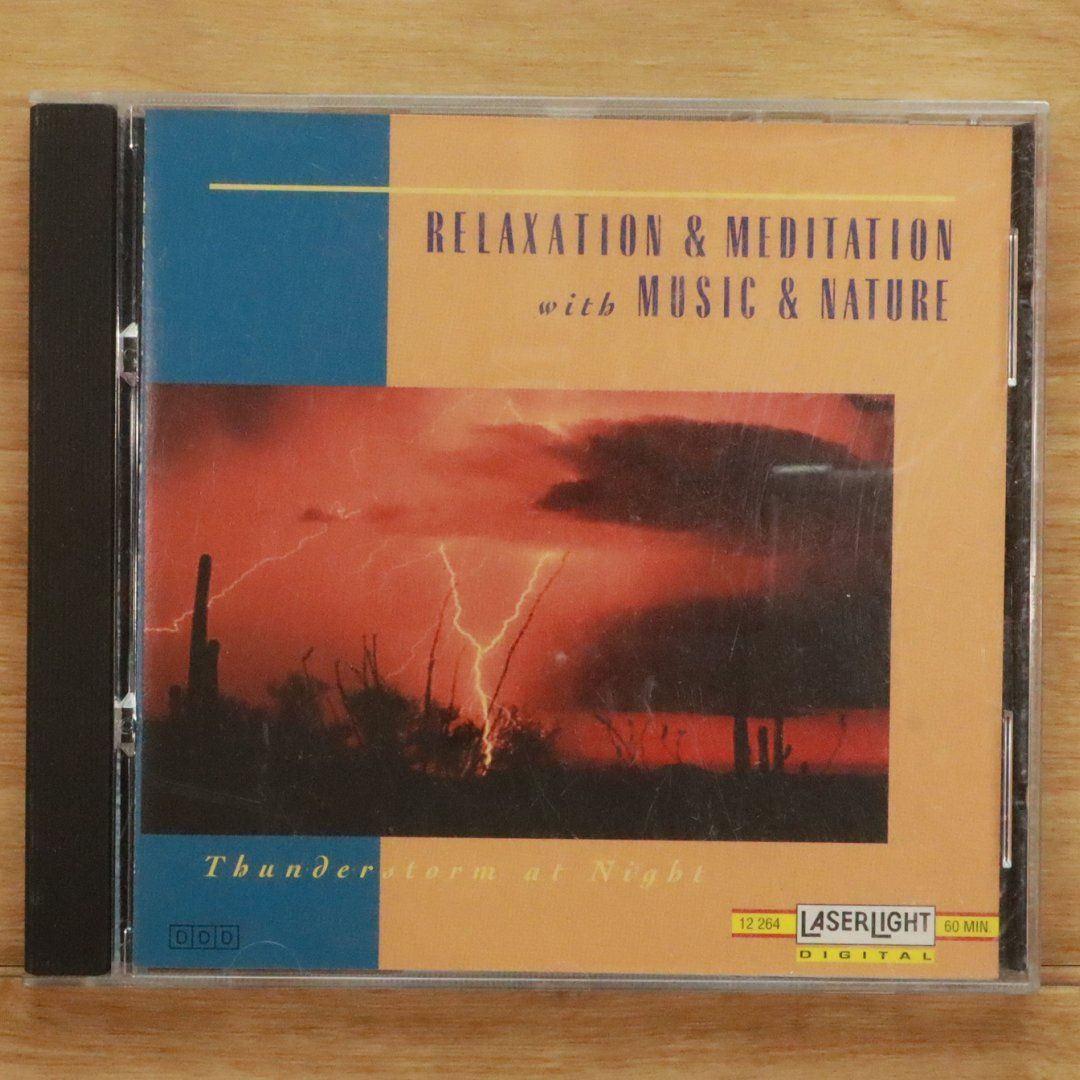 RELAXATION & MEDITATION
with MUSIC & NATURE
Thunderstorm at Night
DDD
12 264 LASERLIGHT 60 MIN.
DIGITAL